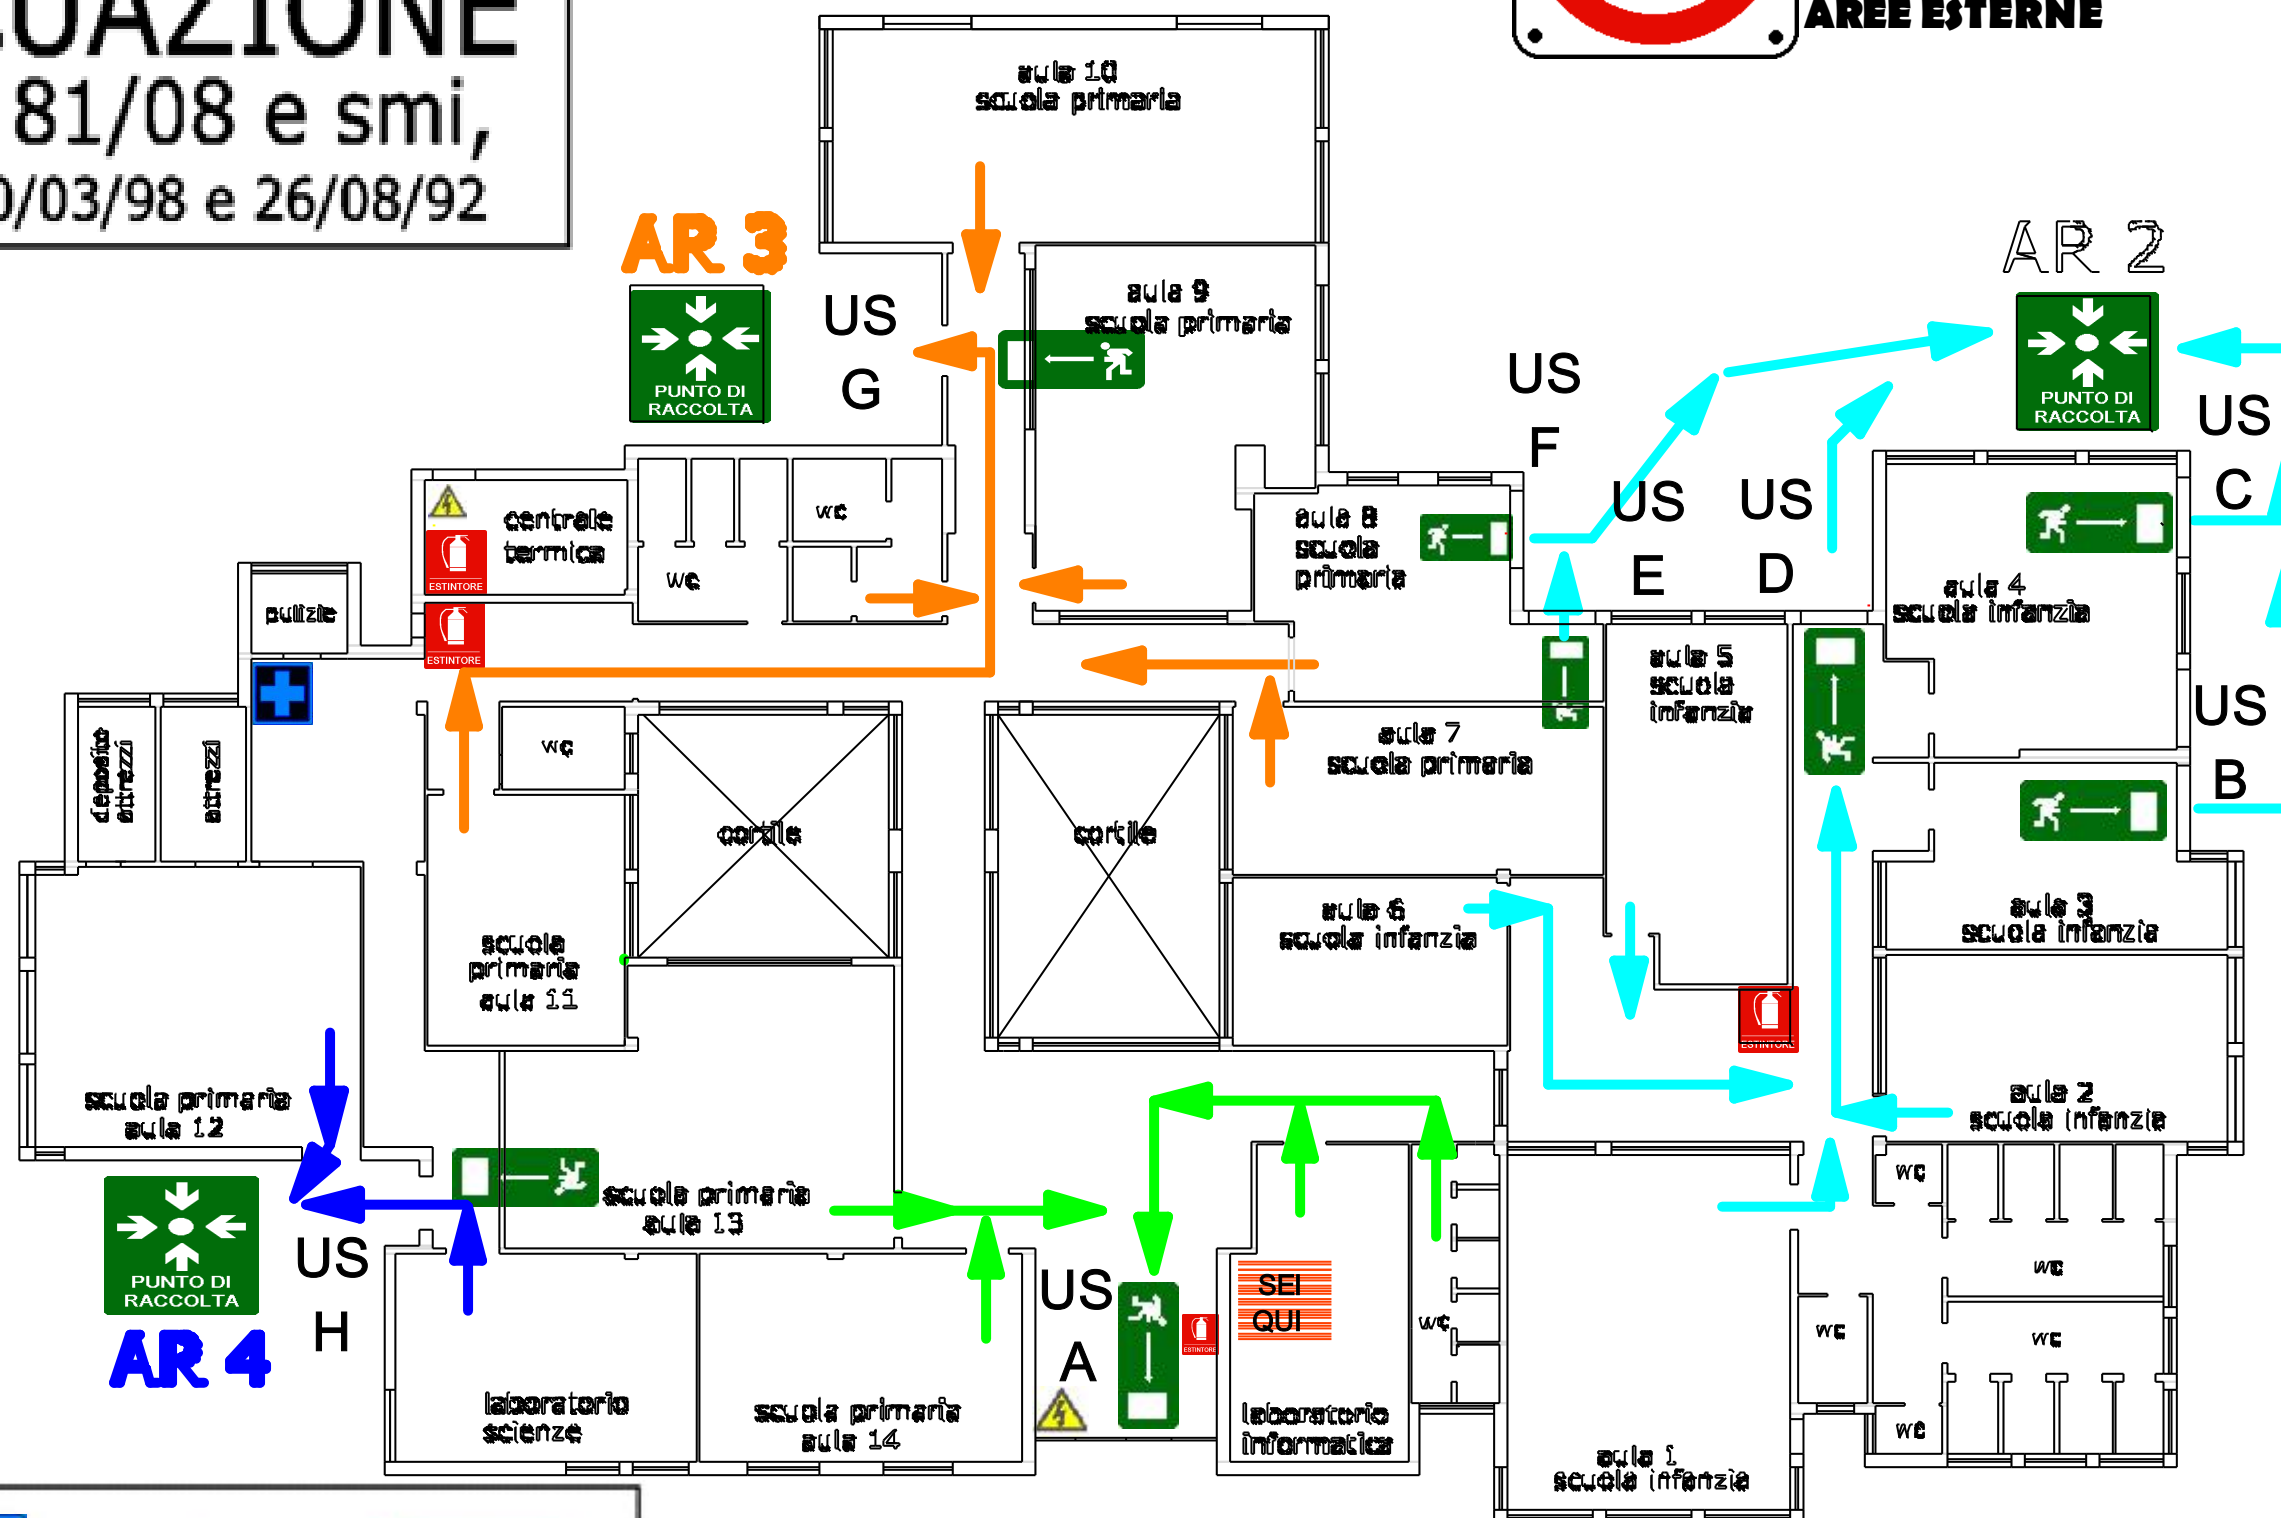 UAZIONE
81/08 e smi,
0/03/98 e 26/08/92
AREE ESTERNE
aula 10
scuola primaria
AR 3
PUNTO DI
RACCOLTA
US
G
aula 9
scuola primaria
US
F
AR 2
PUNTO DI
RACCOLTA
US
C
US
E
US
D
centrale
termica
ESTINTORE
wc
wc
aula 8
scuola
primaria
aula 4
scuola infanzia
pulizie
ESTINTORE
aula 5
scuola
infanzia
US
B
deposito
attrezzi
attrezzi
wc
aula 7
scuola primaria
cortile
cortile
scuola
primaria
aula 11
aula 6
scuola infanzia
aula 3
scuola infanzia
ESTINTORE
scuola primaria
aula 12
aula 2
scuola infanzia
scuola primaria
aula 13
wc
PUNTO DI
RACCOLTA
AR 4
US
H
US
A
ESTINTORE
SEI
QUI
wc
wc
wc
wc
wc
laboratorio
scienze
scuola primaria
aula 14
laboratorio
informatica
aula 1
scuola infanzia